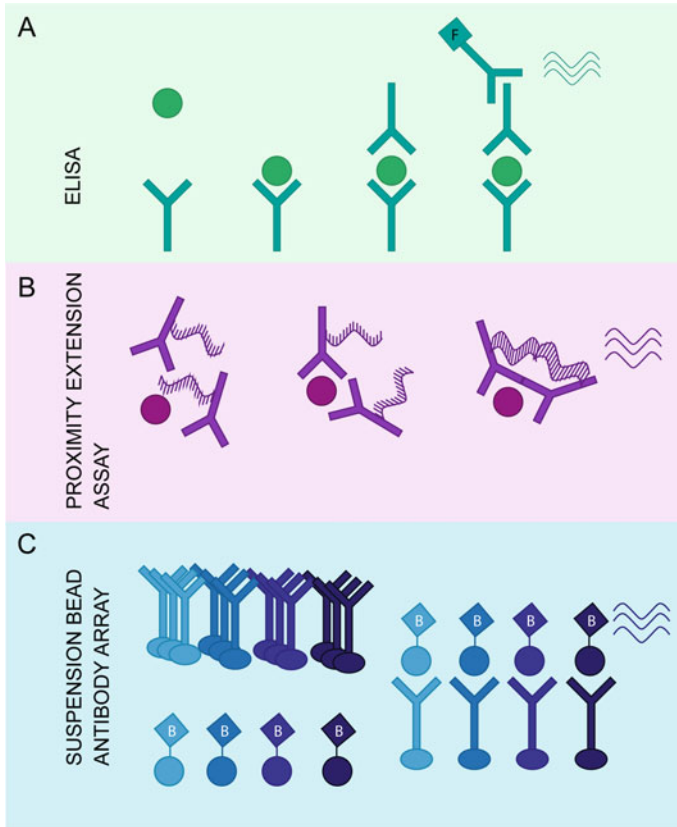 A
F
ELISA
B
PROXIMITY EXTENSION
ASSAY
C
SUSPENSION BEAD
ANTIBODY ARRAY
B B B B
B B B B